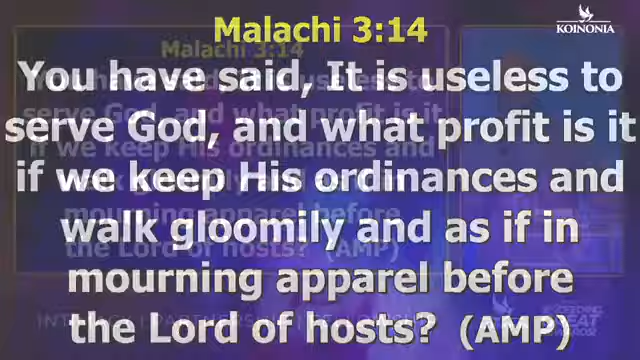 KOINONIA
Malachi 3:14
You have said, It is useless to
serve God, and what profit is it
if we keep His ordinances and
walk gloomily and as if in
mourning apparel before
the Lord of hosts? (AMP)